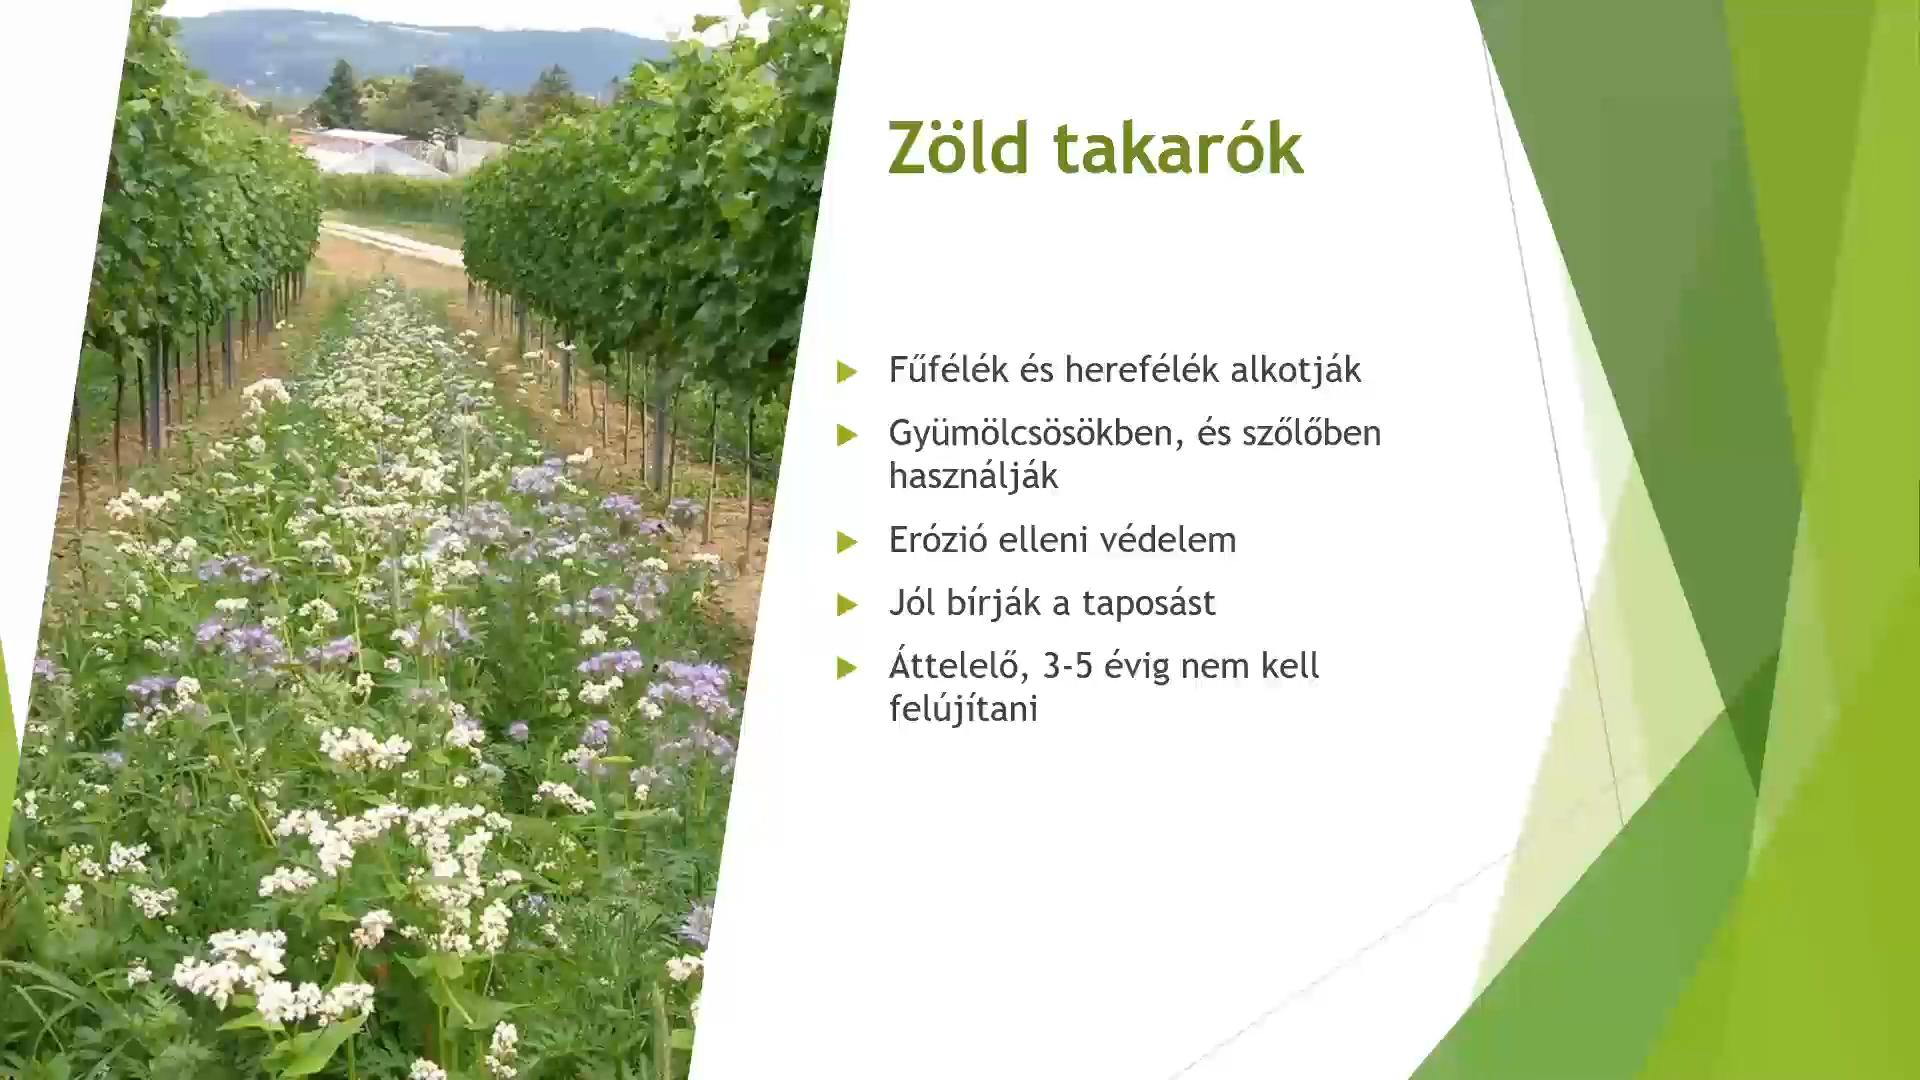 Zöld takarók
Fűfélék és herefélék alkotják
Gyümölcsösökben, és szőlőben
használják
Erózió elleni védelem
Jól bírják a taposást
Áttelelő, 3-5 évig nem kell
felújítani